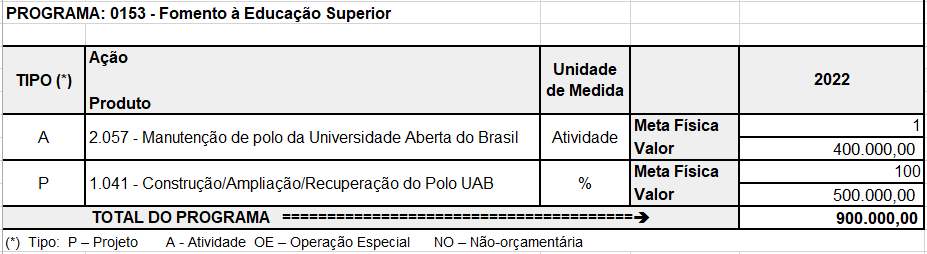 PROGRAMA: 0153 - Fomento à Educação Superior
TIPO (*)
Ação
Produto
Unidade
de Medida
2022
A
2.057 - Manutenção de polo da Universidade Aberta do Brasil
Atividade
Meta Física
1
Valor
400.000,00
P
1.041 - Construção/Ampliação/Recuperação do Polo UAB
%
Meta Física
100
Valor
500.000,00
TOTAL DO PROGRAMA =======================================➔
900.000,00
(*) Tipo: P – Projeto A - Atividade OE – Operação Especial NO – Não-orçamentária